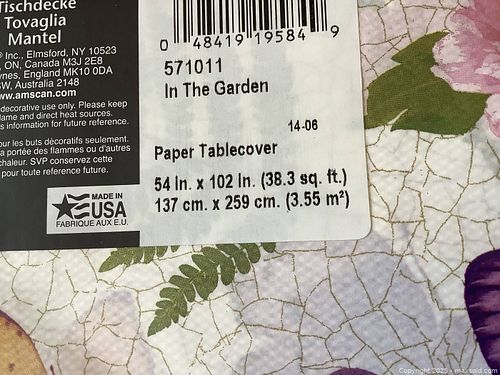 Tischdecke
Tovaglia
Mantel
Inc., Elmsford, NY 10523
ON, Canada M3J 2E8
England MK10 0DA
Australia 2148
www.amscan.com
decorative use only. Please keep
and direct heat sources.
information for future reference.
les buts décoratifs seulement.
portée des flammes ou d'autres
chaleur. SVP conservez cette
pour toute reference future.
MADE IN
USA
FABRIQUE AUX E.U.
0 48419 19584 9
571011
In The Garden
14-06
Paper Tablecover
54 In. x 102 In. (38.3 sq. ft.)
137 cm. x 259 cm. (3.55 m²)